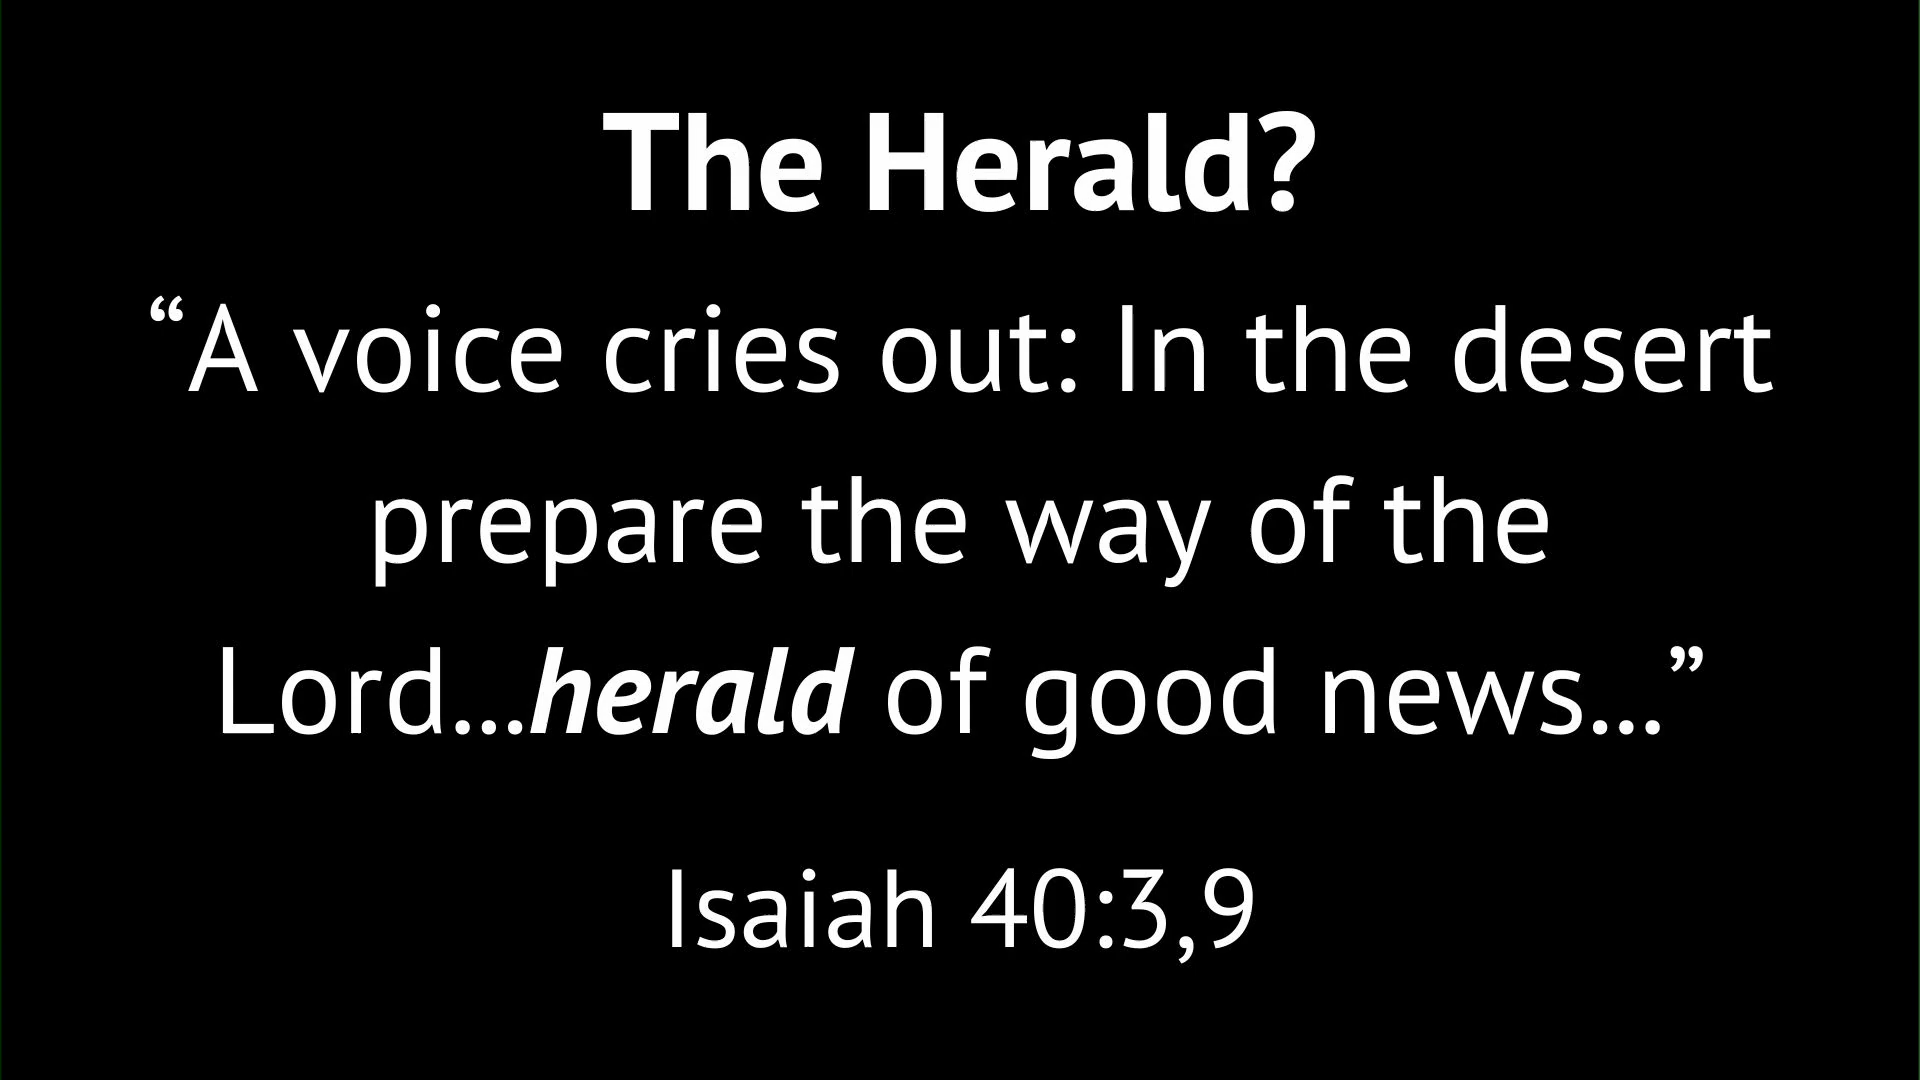 The Herald?
“A voice cries out: In the desert
prepare the way of the
Lord...herald of good news...”
Isaiah 40:3,9